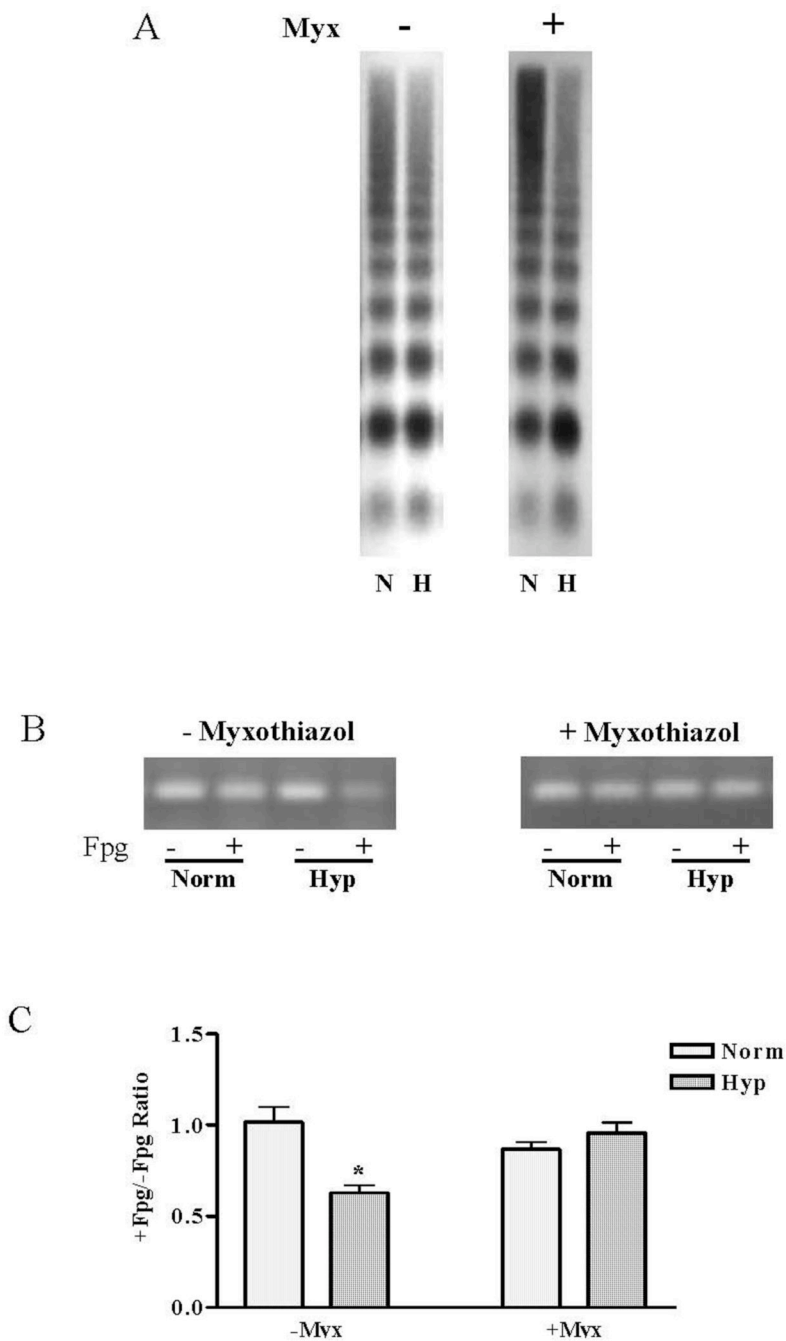 A Myx - +
N H N H
B - Myxothiazol + Myxothiazol
Fpg - + - + - + - +
Norm Hyp Norm Hyp
C
+Fpg/-Fpg Ratio
1.5
1.0
0.5
0.0
*
Norm
Hyp
-Myx +Myx